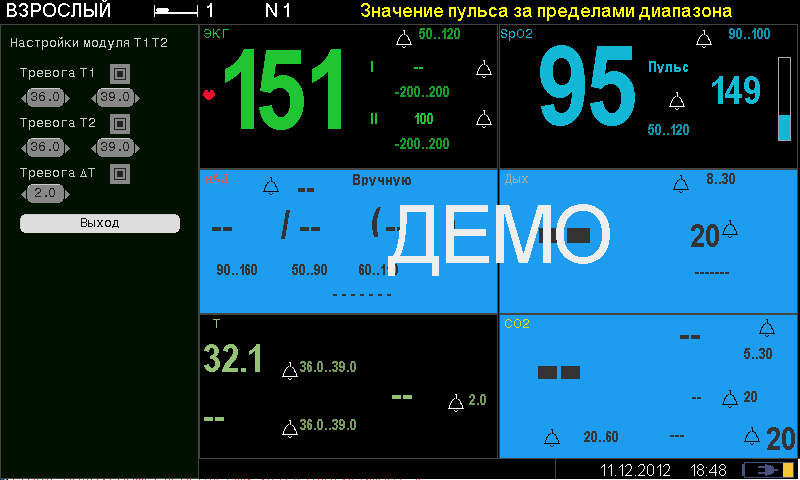 ВЗРОСЛЫЙ 1 N 1 Значение пульса за пределами диапазона
Настройки модуля T1T2
Тревога T1
36.0 39.0
Тревога T2
36.0 39.0
Тревога ΔT
2.0
Выход
ЭКГ
50..120
151
I --
-200..200
II 100
-200..200
SpO2
90..100
95
Пульс
149
50..120
НАД
-- Вручную
-- / -- (--
90..160 50..90 60..110
-------
Дых
8..30
-- 20
-------
ДЕМО
T
32.1
36.0..39.0
-- 2.0
--
36.0..39.0
CO2
--
5..30
--
-- 20
20..60 --- 20
11.12.2012 18:48